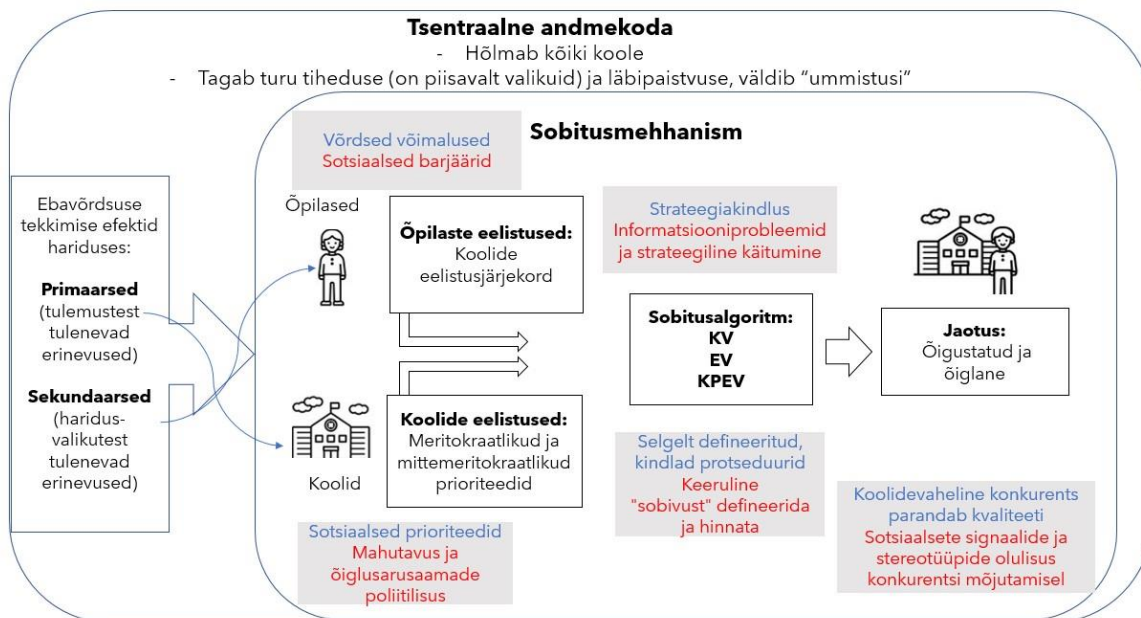 Tsentraalne andmekoda
- Hõlmab kõiki koole
- Tagab turu tiheduse (on piisavalt valikuid) ja läbipaistvuse, väldib “ummistusi”
Ebavõrdsuse
tekkimise efektid
hariduses:
Primaarsed
(tulemustest
tulenevad
erinevused)
Sekundaarsed
(haridus-
valikutest
tulenevad
erinevused)
Sobitusmehhanism
Võrdsed võimalused
Sotsiaalsed barjäärid
Õpilased
Õpilaste eelistused:
Koolide
eelistusjärjekord
Koolid
Koolide eelistused:
Meritokraatlikud ja
mittemeritokraatlikud
prioriteedid
Sotsiaalsed prioriteedid
Mahutavus ja
õiglusarusaamade
poliitilisus
Strateegiakindlus
Informatsiooniprobleemid
ja strateegiline käitumine
Sobitusalgoritm:
KV
EV
KPEV
Selgelt defineeritud,
kindlad protseduurid
Keeruline
"sobivust" defineerida
ja hinnata
Jaotus:
Õigustatud ja
õiglane
Koolidevaheline konkurents
parandab kvaliteeti
Sotsiaalsete signaalide ja
stereotüüpide olulisus
konkurentsi mõjutamisel